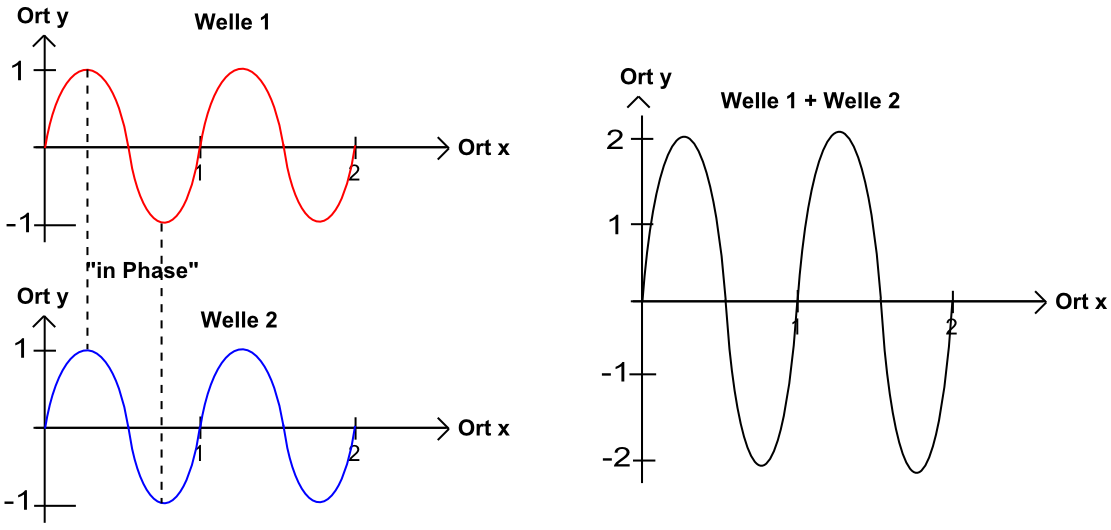 Ort y
Welle 1
1
Ort x
1
2
-1
"in Phase"
Ort y
Welle 2
1
Ort x
1
2
-1
Ort y
Welle 1 + Welle 2
2
1
Ort x
1
2
-1
-2